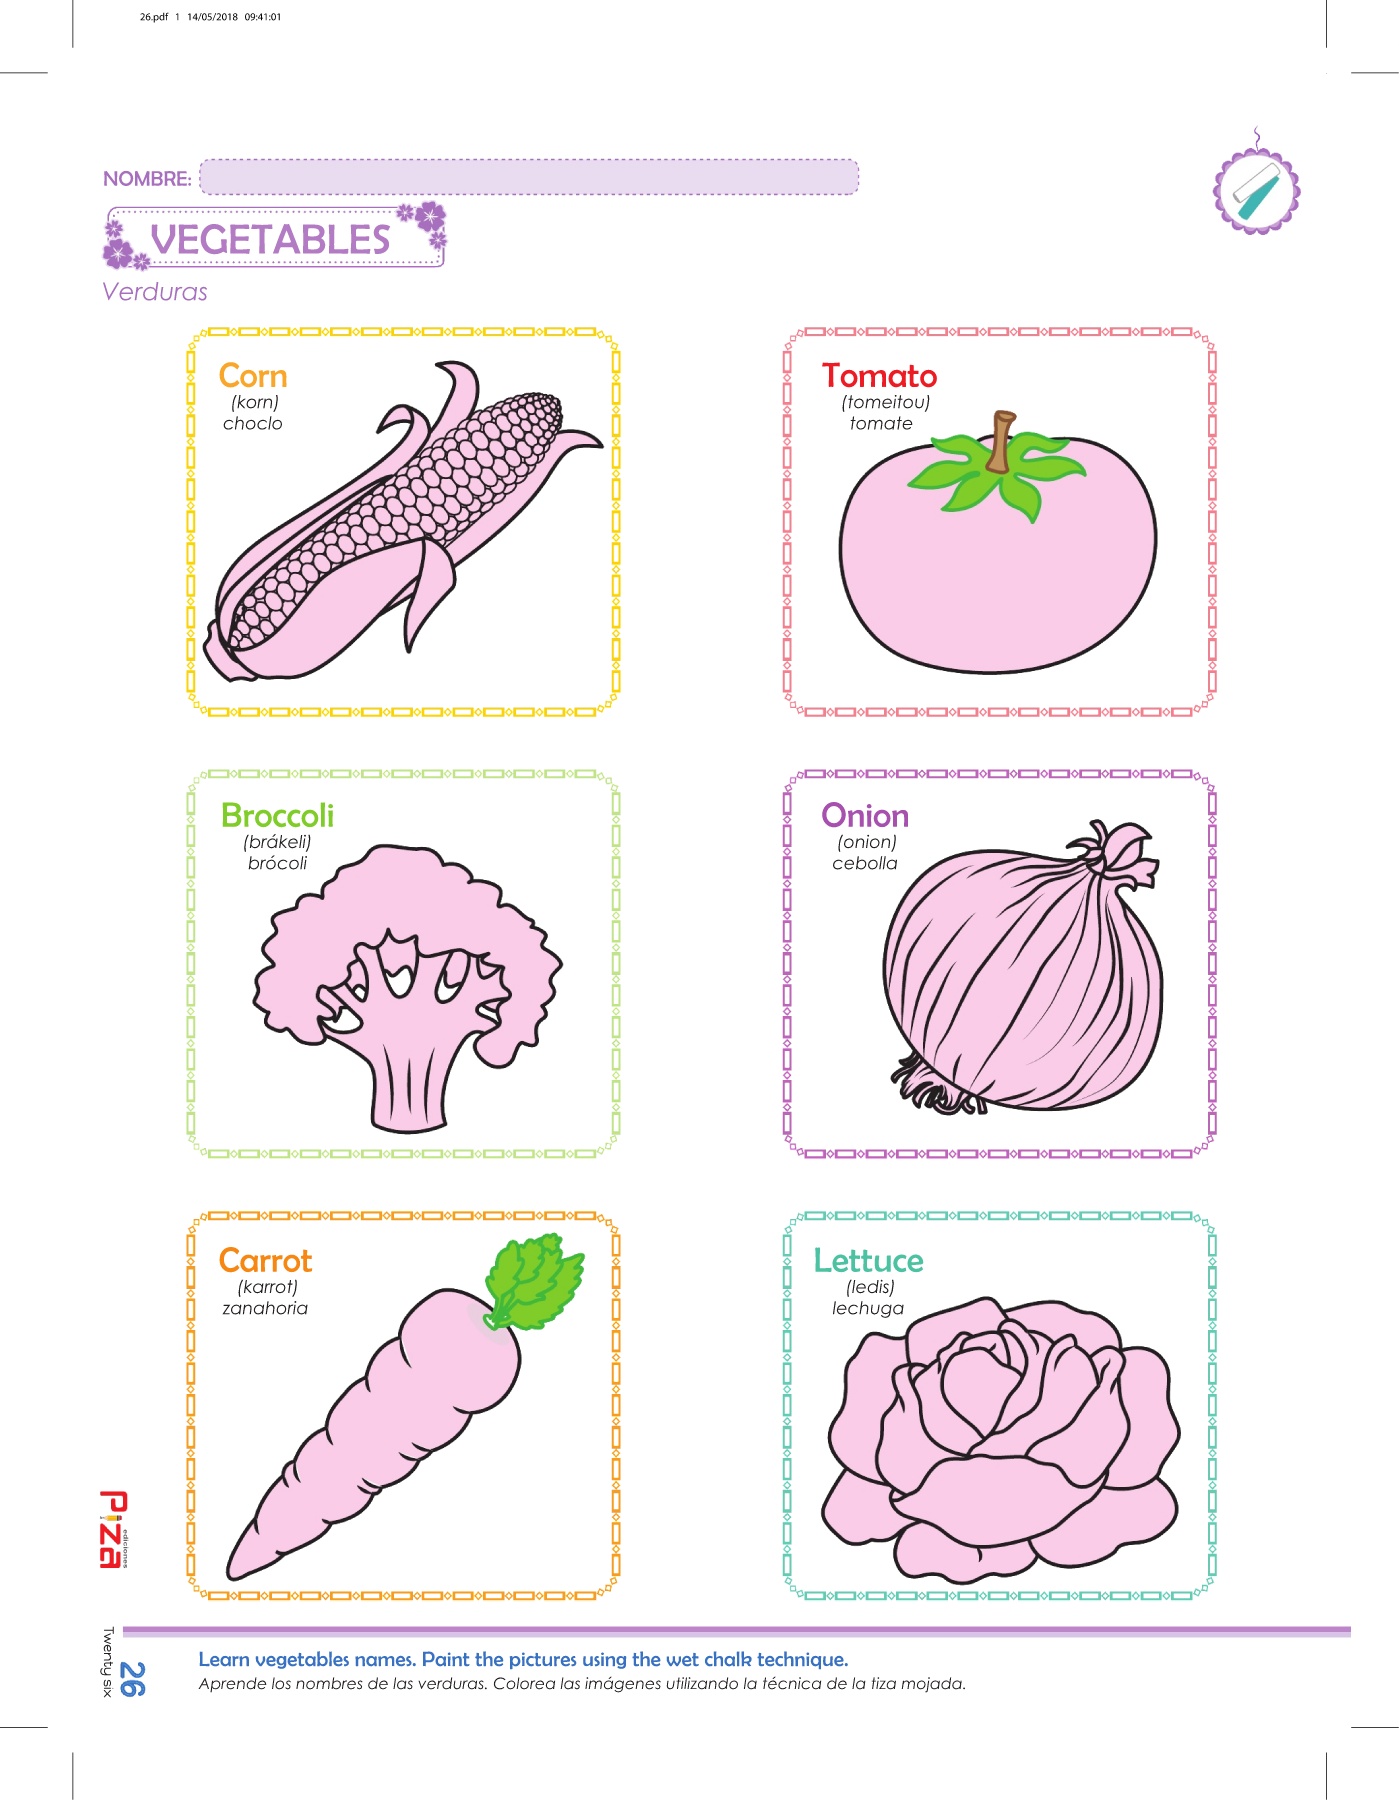 26.pdf 1 14/05/2018 09:41:01
NOMBRE:
VEGETABLES
Verduras
Corn
(korn)
choclo
Tomato
(tomeitou)
tomate
Broccoli
(brákeli)
brócoli
Onion
(onion)
cebolla
Carrot
(karrot)
zanahoria
Lettuce
(ledis)
lechuga
Piza
ediciones
Twenty six
26
Learn vegetables names. Paint the pictures using the wet chalk technique.
Aprende los nombres de las verduras. Colorea las imágenes utilizando la técnica de la tiza mojada.